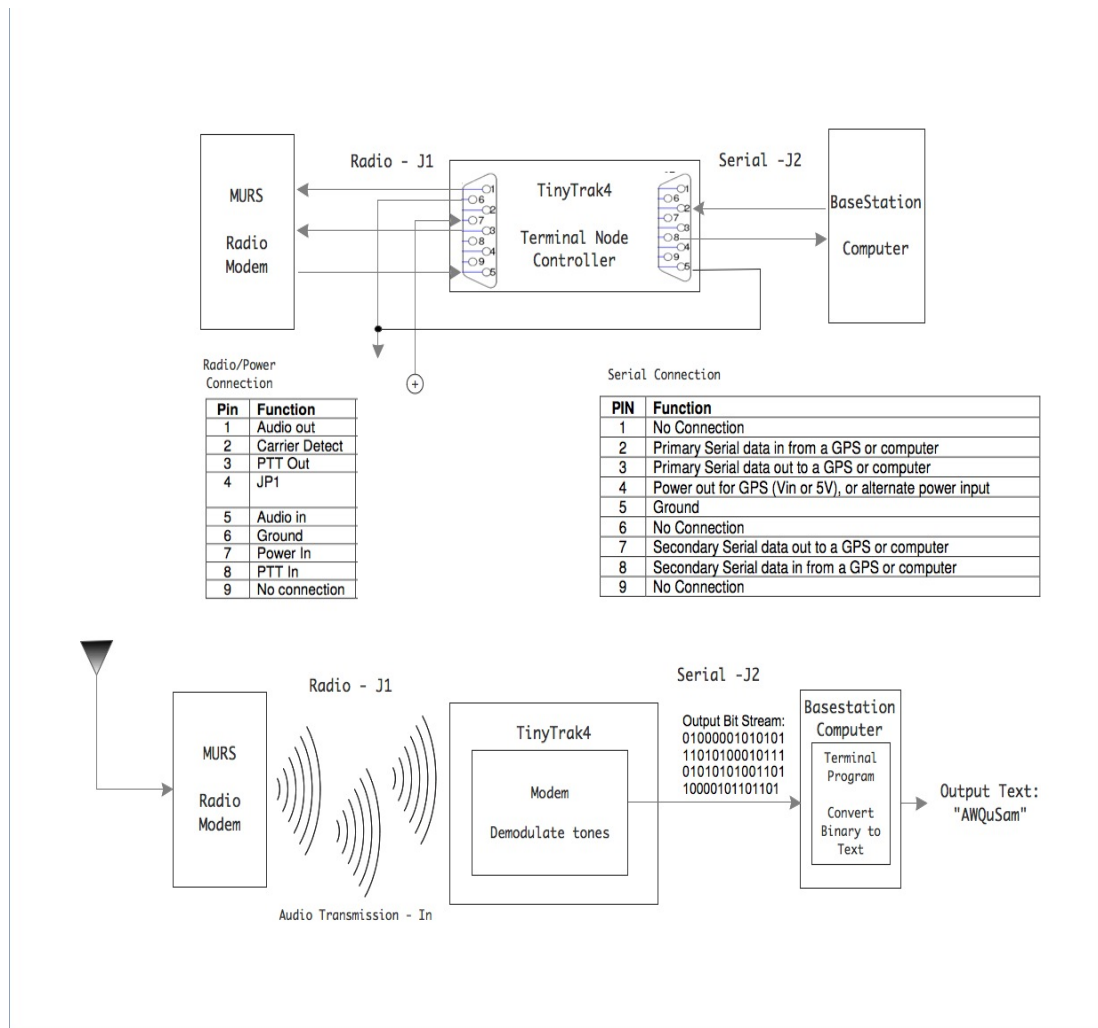 Radio - J1
Serial -J2
MURS
Radio
Modem
1
6
2
7
3
8
4
9
5
TinyTrak4
Terminal Node
Controller
1
6
2
7
3
8
4
9
5
BaseStation
Computer
+
Radio/Power
Connection
Pin Function
1 Audio out
2 Carrier Detect
3 PTT Out
4 JP1
5 Audio in
6 Ground
7 Power In
8 PTT In
9 No connection
Serial Connection
PIN Function
1 No Connection
2 Primary Serial data in from a GPS or computer
3 Primary Serial data out to a GPS or computer
4 Power out for GPS (Vin or 5V), or alternate power input
5 Ground
6 No Connection
7 Secondary Serial data out to a GPS or computer
8 Secondary Serial data in from a GPS or computer
9 No Connection
Radio - J1
Serial -J2
MURS
Radio
Modem
Audio Transmission - In
TinyTrak4
Modem
Demodulate tones
Output Bit Stream:
01000001010101
11010100010111
01010101001101
1000010110​1101
Basestation
Computer
Terminal
Program
Convert
Binary to
Text
Output Text:
"AWQuSam"